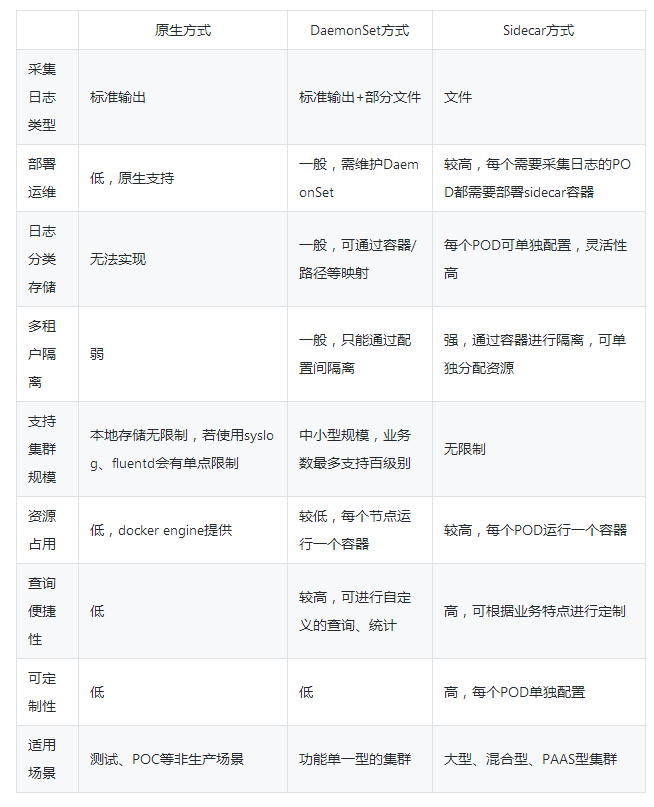 原生方式
DaemonSet方式
Sidecar方式
采集
日志
类型
标准输出
标准输出+部分文件
文件
部署
运维
低，原生支持
一般，需维护Daem
onSet
较高，每个需要采集日志的PO
D都需要部署sidecar容器
日志
分类
存储
无法实现
一般，可通过容器/
路径等映射
每个POD可单独配置，灵活性
高
多租
户隔
离
弱
一般，只能通过配
置间隔离
强，通过容器进行隔离，可单
独分配资源
支持
集群
规模
本地存储无限制，若使用syslo
g、fluentd会有单点限制
中小型规模，业务
数最多支持百级别
无限制
资源
占用
低，docker engine提供
较低，每个节点运
行一个容器
较高，每个POD运行一个容器
查询
便捷
性
低
较高，可进行自定
义的查询、统计
高，可根据业务特点进行定制
可定
制性
低
低
高，每个POD单独配置
适用
场景
测试、POC等非生产场景
功能单一型的集群
大型、混合型、PAAS型集群